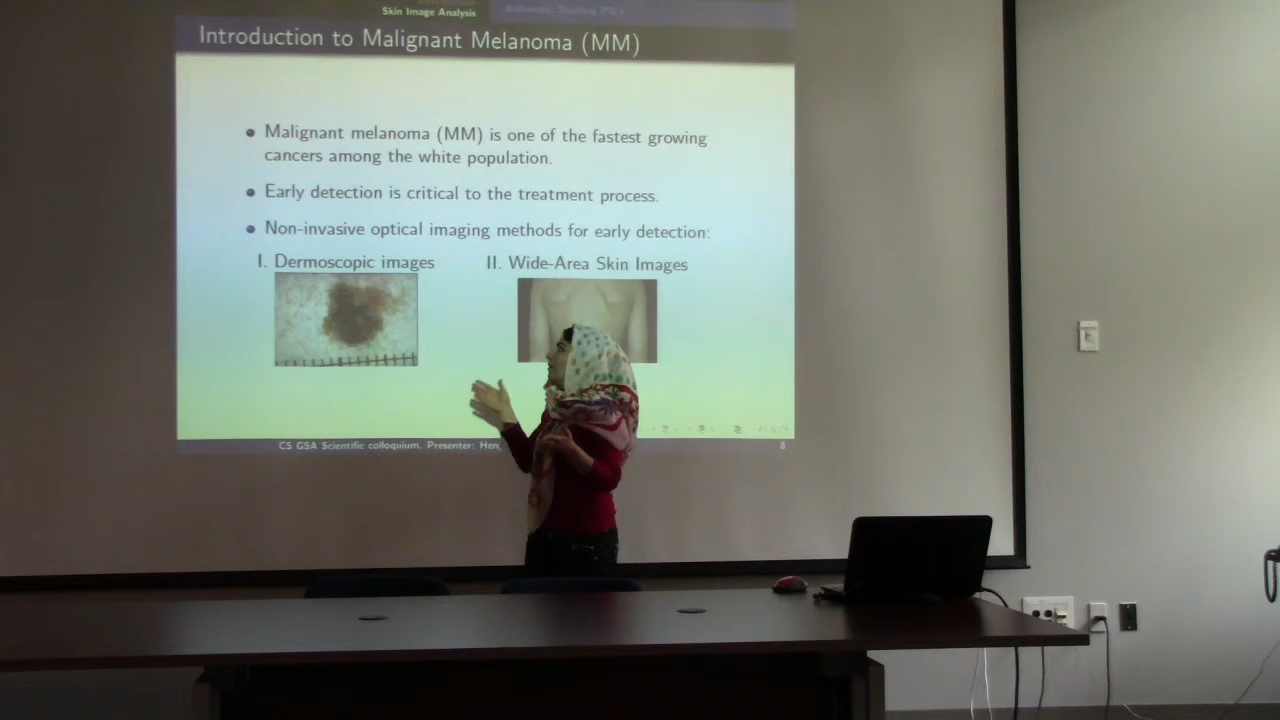 Skin Image Analysis
Introduction to Malignant Melanoma (MM)
Malignant melanoma (MM) is one of the fastest growing
cancers among the white population.
Early detection is critical to the treatment process.
Non-invasive optical imaging methods for early detection:
I. Dermoscopic images
II. Wide-Area Skin Images
CS GSA Scientific colloquium. Presenter:
8